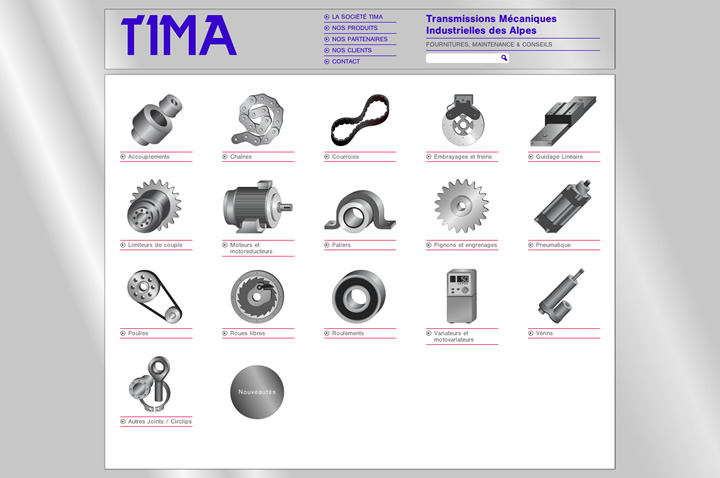 TIMA
LA SOCIÉTÉ TIMA
NOS PRODUITS
NOS PARTENAIRES
NOS CLIENTS
CONTACT
Transmissions Mécaniques
Industrielles des Alpes
FOURNITURES, MAINTENANCE & CONSEILS
Accouplements
Chaînes
Courroies
Embrayages et freins
Guidage Linéaire
Limiteurs de couple
Moteurs et
motoreducteurs
Paliers
Pignons et engrenages
Pneumatique
Poulies
Roues libres
Roulements
Variateurs et
motovariateurs
Vérins
Autres Joints / Circlips
Nouveautés